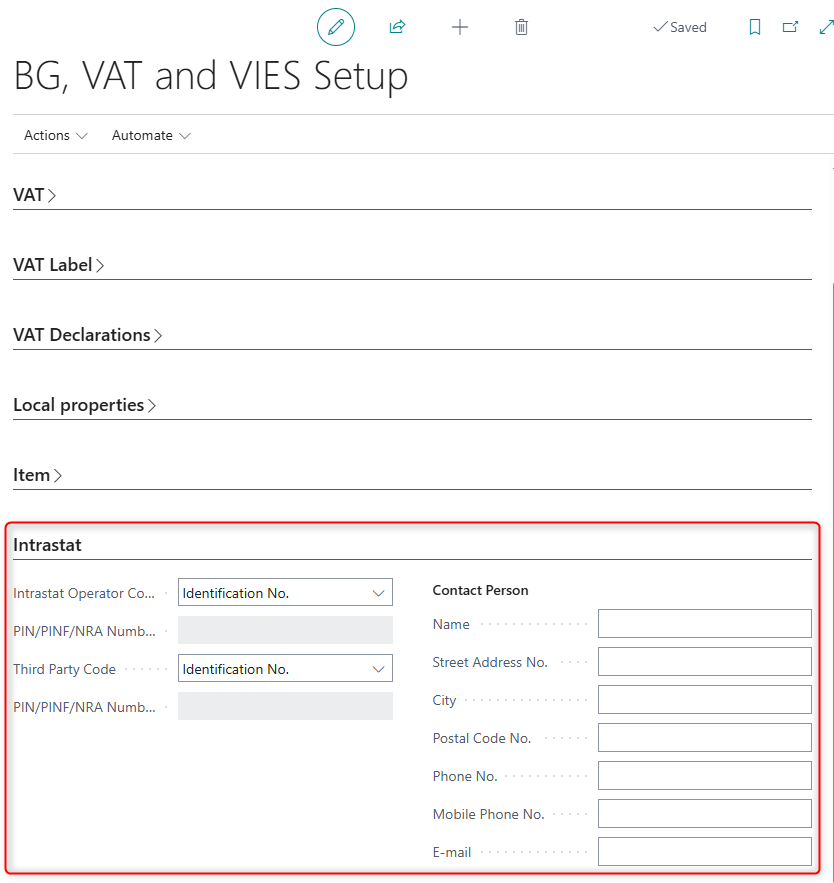 Saved
BG, VAT and VIES Setup
Actions Automate
VAT
VAT Label
VAT Declarations
Local properties
Item
Intrastat
Intrastat Operator Co... Identification No.
PIN/PINF/NRA Numb...
Third Party Code Identification No.
PIN/PINF/NRA Numb...
Contact Person
Name
Street Address No.
City
Postal Code No.
Phone No.
Mobile Phone No.
E-mail